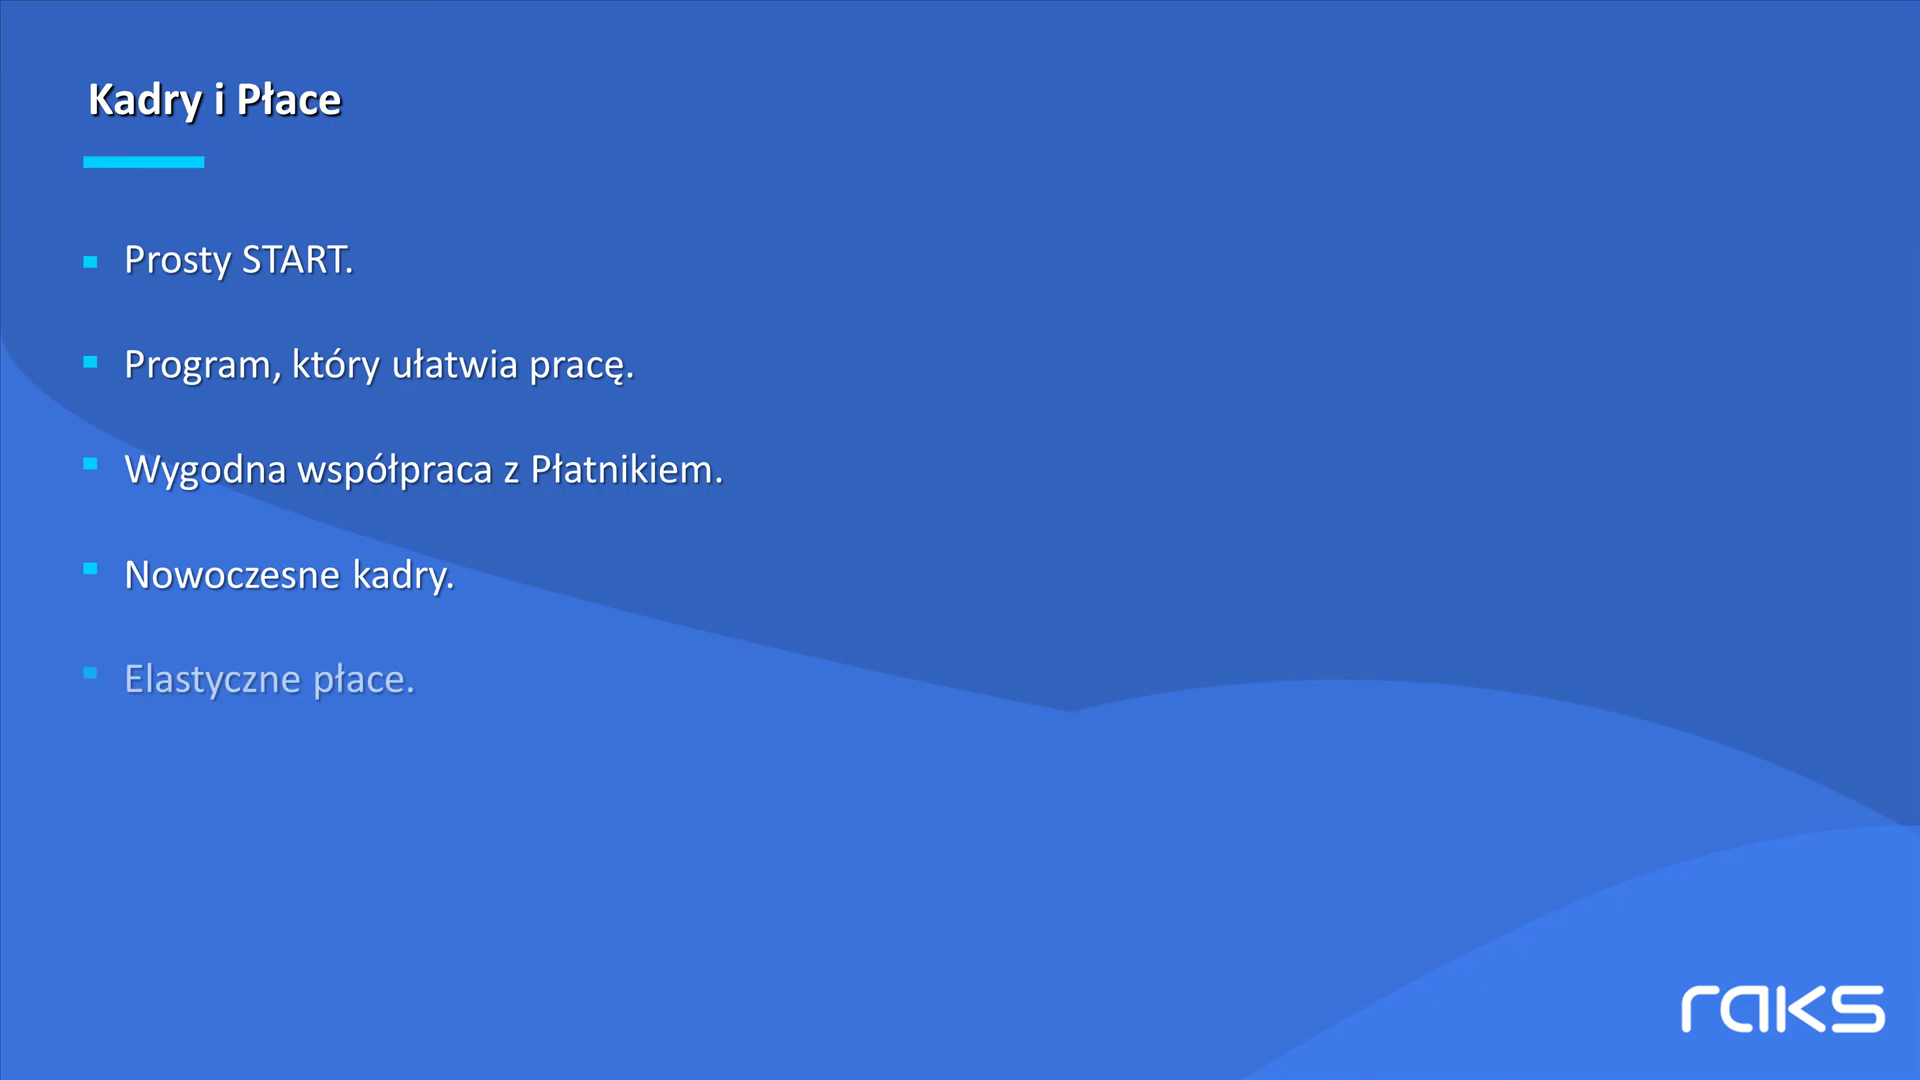 Kadry i Płace
Prosty START.
Program, który ułatwia pracę.
Wygodna współpraca z Płatnikiem.
Nowoczesne kadry.
Elastyczne płace.
raks